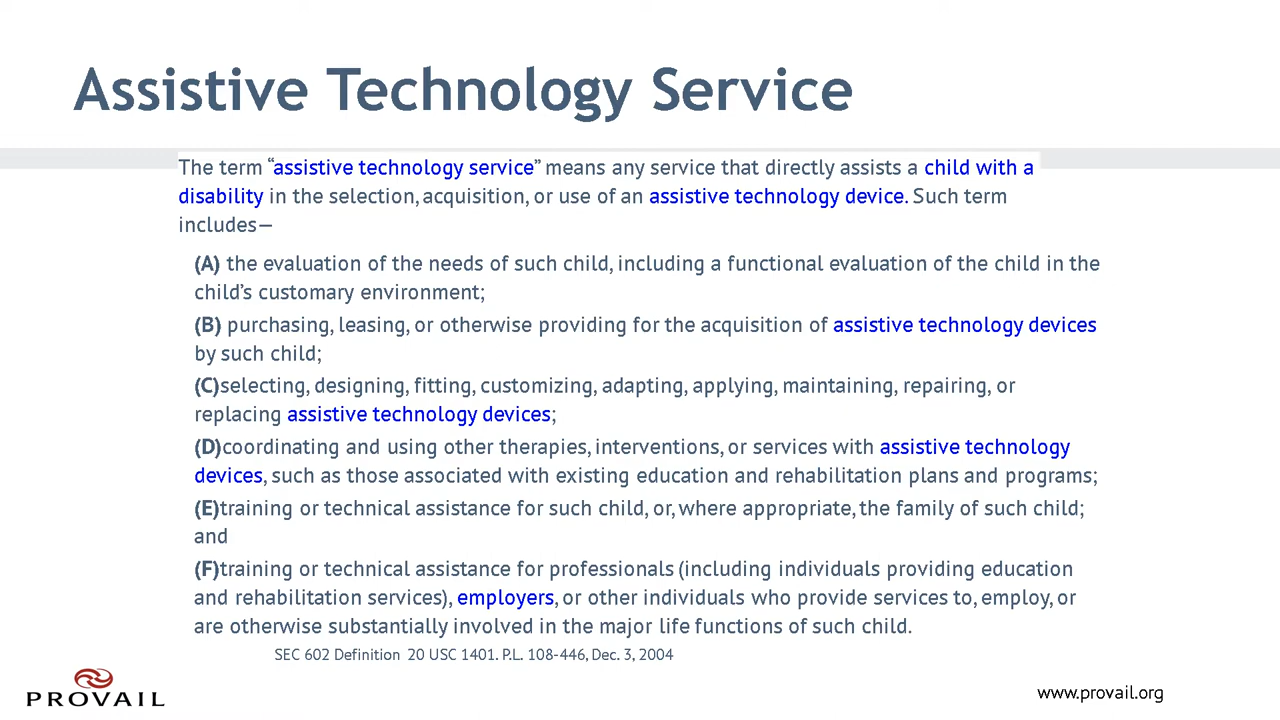 Assistive Technology Service
The term “assistive technology service” means any service that directly assists a child with a
disability in the selection, acquisition, or use of an assistive technology device. Such term
includes—
(A) the evaluation of the needs of such child, including a functional evaluation of the child in the
child’s customary environment;
(B) purchasing, leasing, or otherwise providing for the acquisition of assistive technology devices
by such child;
(C)selecting, designing, fitting, customizing, adapting, applying, maintaining, repairing, or
replacing assistive technology devices;
(D)coordinating and using other therapies, interventions, or services with assistive technology
devices, such as those associated with existing education and rehabilitation plans and programs;
(E)training or technical assistance for such child, or, where appropriate, the family of such child;
and
(F)training or technical assistance for professionals (including individuals providing education
and rehabilitation services), employers, or other individuals who provide services to, employ, or
are otherwise substantially involved in the major life functions of such child.
SEC 602 Definition 20 USC 1401. P.L. 108-446, Dec. 3, 2004
PROVAIL
www.provail.org